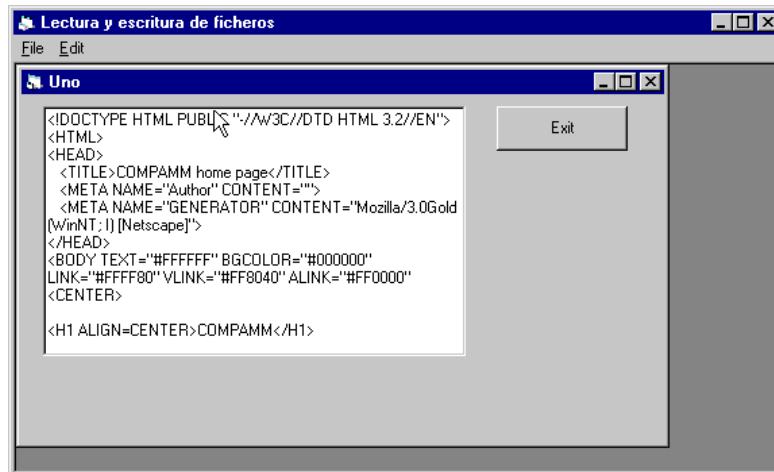 Lectura y escritura de ficheros
File Edit
Uno
<!DOCTYPE HTML PUBLIC "-//W3C//DTD HTML 3.2//EN">
<HTML>
<HEAD>
<TITLE>COMPAMM home page</TITLE>
<META NAME="Author" CONTENT="">
<META NAME="GENERATOR" CONTENT="Mozilla/3.0Gold
(WinNT; I) [Netscape]">
</HEAD>
<BODY TEXT="#FFFFFF" BGCOLOR="#000000"
LINK="#FFFF80" VLINK="#FF8040" ALINK="#FF0000"
<CENTER>
<H1 ALIGN=CENTER>COMPAMM</H1>
Exit